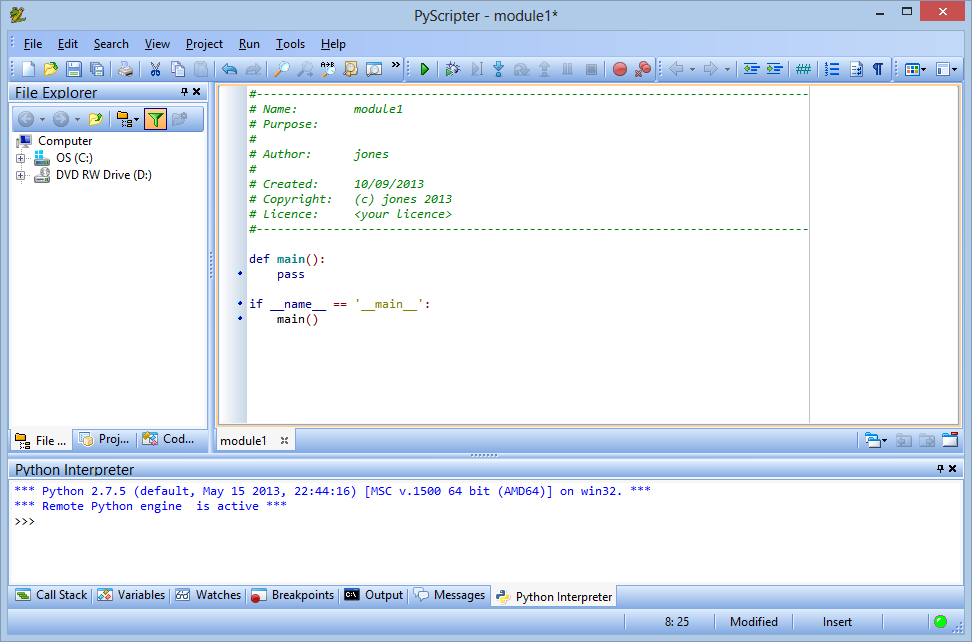 PyScripter - module1*
File Edit Search View Project Run Tools Help
File Explorer
Computer
OS (C:)
DVD RW Drive (D:)
File ... Proj... Cod...
#-------------------------------------------------------------------------------
# Name:        module1
# Purpose:
#
# Author:      jones
#
# Created:     10/09/2013
# Copyright:   (c) jones 2013
# Licence:     <your licence>
#-------------------------------------------------------------------------------
def main():
    pass
if __name__ == '__main__':
    main()
module1
Python Interpreter
*** Python 2.7.5 (default, May 15 2013, 22:44:16) [MSC v.1500 64 bit (AMD64)] on win32. ***
*** Remote Python engine  is active ***
>>>
Call Stack Variables Watches Breakpoints Output Messages Python Interpreter
8: 25 Modified Insert